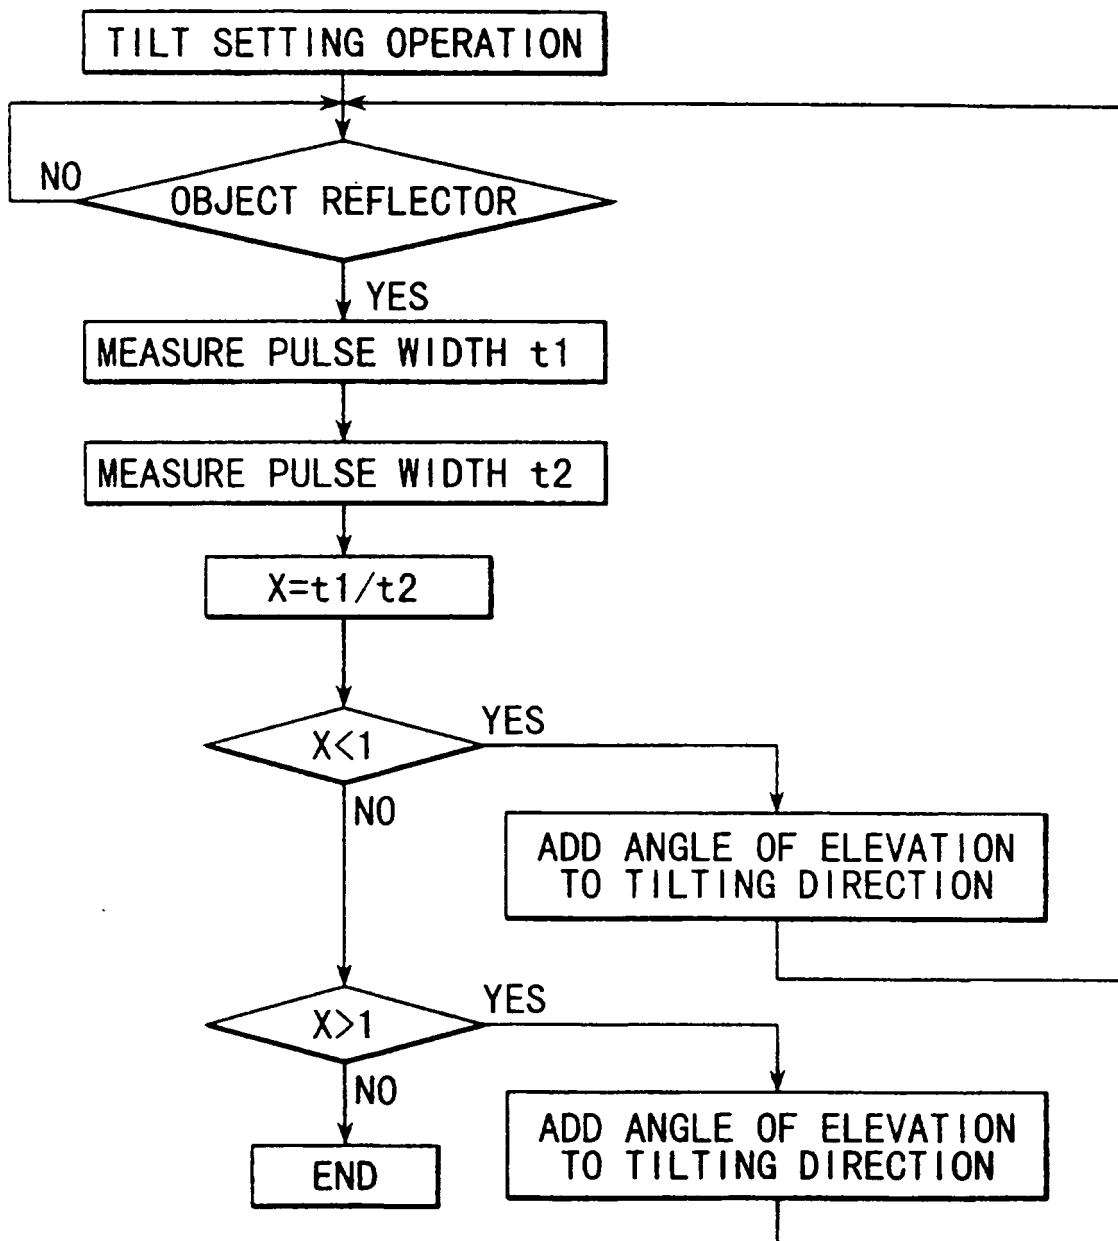 TILT SETTING OPERATION
NO
OBJECT REFLECTOR
YES
MEASURE PULSE WIDTH t1
MEASURE PULSE WIDTH t2
X=t1/t2
YES
X<1
NO
ADD ANGLE OF ELEVATION
TO TILTING DIRECTION
YES
X>1
NO
ADD ANGLE OF ELEVATION
TO TILTING DIRECTION
END